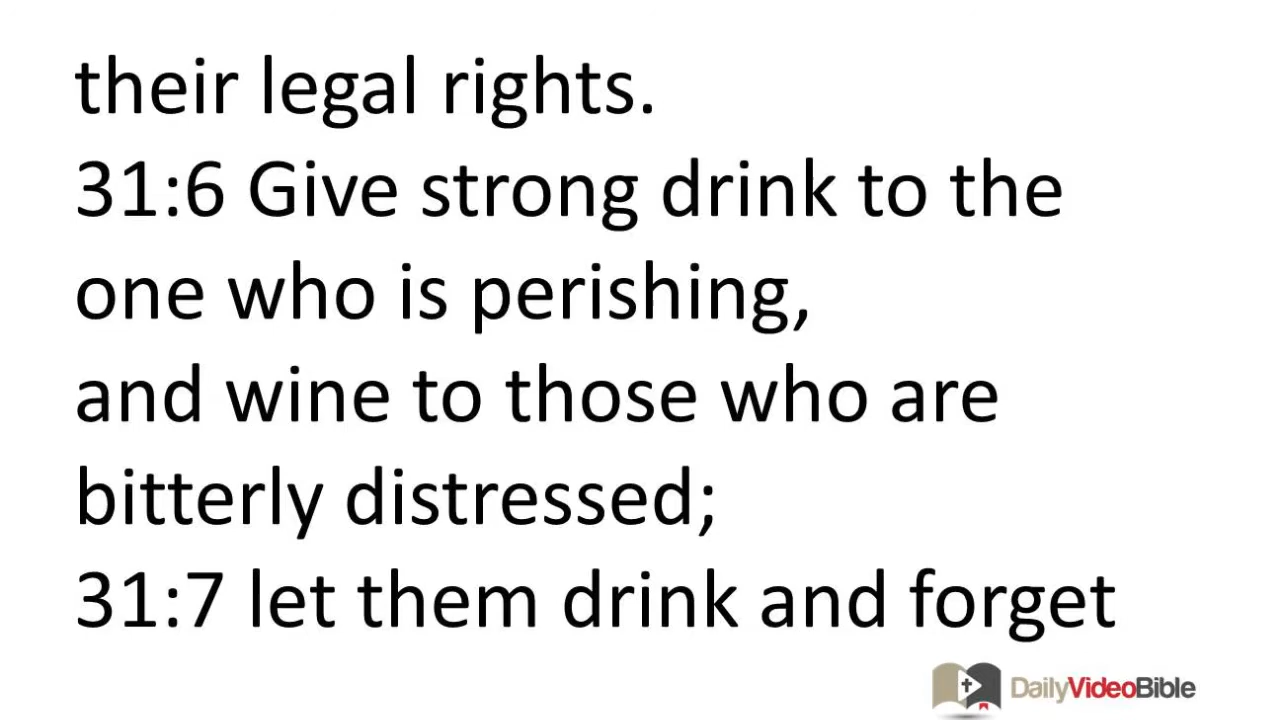 their legal rights.
31:6 Give strong drink to the
one who is perishing,
and wine to those who are
bitterly distressed;
31:7 let them drink and forget
DailyVideoBible